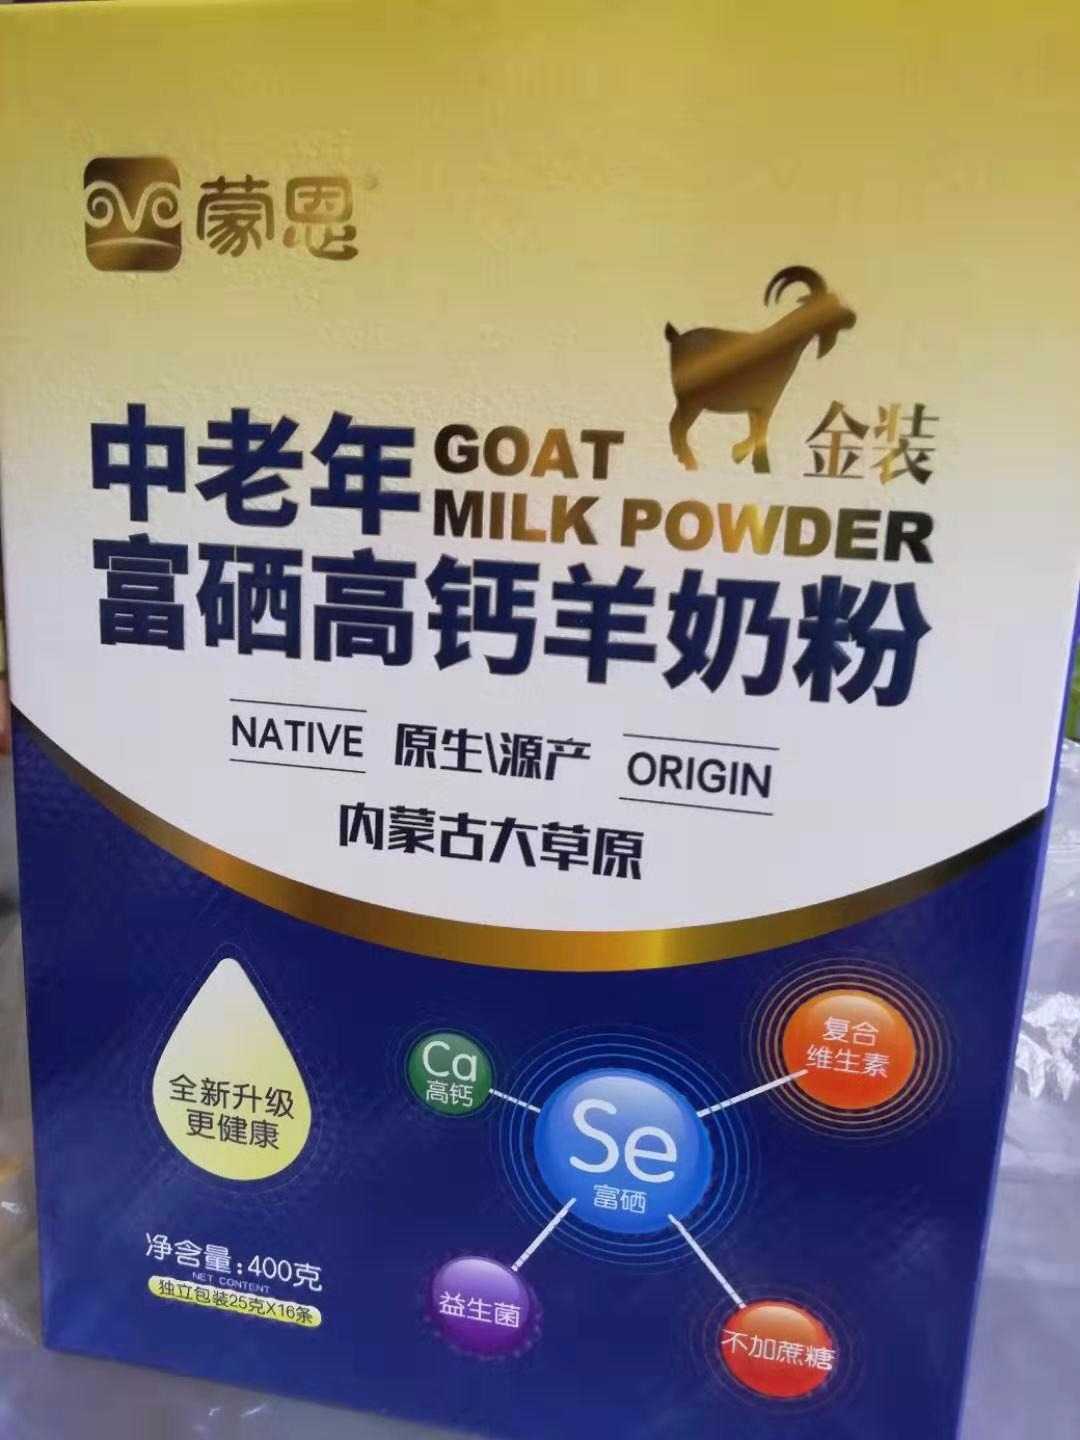 蒙恩
金装
中老年
GOAT
MILK POWDER
富硒高钙羊奶粉
NATIVE 原生\源产 ORIGIN
内蒙古大草原
全新升级
更健康
Ca
高钙
Se
富硒
复合
维生素
益生菌
不加蔗糖
净含量:400克
NET CONTENT
独立包装25克X16条